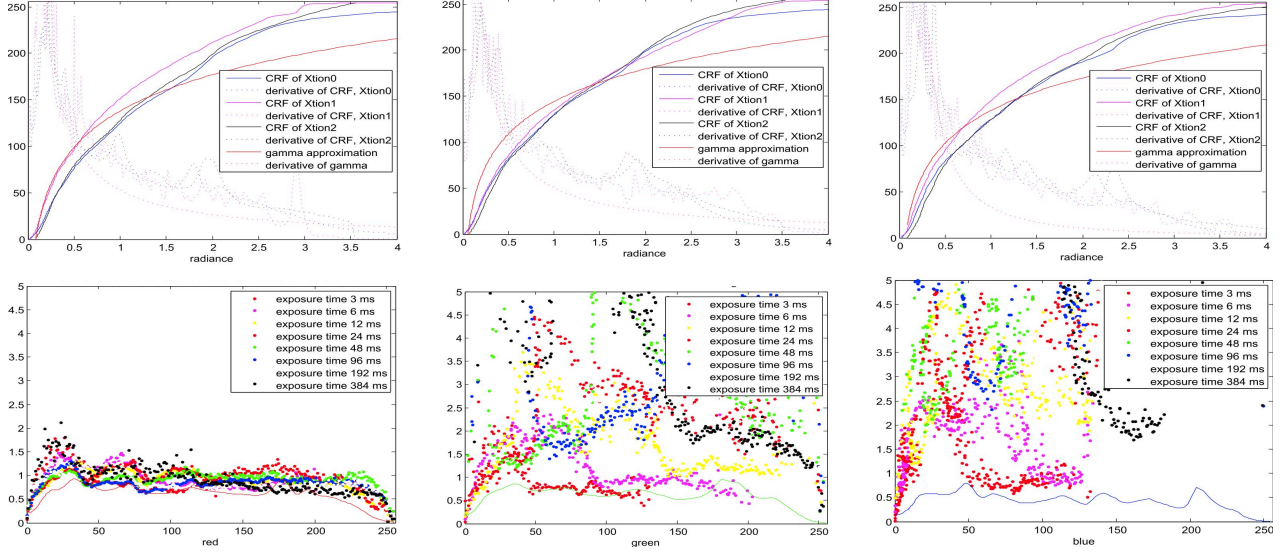 250
200
150
100
50
0
CRF of Xtion0
derivative of CRF, Xtion0
CRF of Xtion1
derivative of CRF, Xtion1
CRF of Xtion2
derivative of CRF, Xtion2
gamma approximation
derivative of gamma
0 0.5 1 1.5 2 2.5 3 3.5 4
radiance
250
200
150
100
50
0
CRF of Xtion0
derivative of CRF, Xtion0
CRF of Xtion1
derivative of CRF, Xtion1
CRF of Xtion2
derivative of CRF, Xtion2
gamma approximation
derivative of gamma
0 0.5 1 1.5 2 2.5 3 3.5 4
radiance
250
200
150
100
50
0
CRF of Xtion0
derivative of CRF, Xtion0
CRF of Xtion1
derivative of CRF, Xtion1
CRF of Xtion2
derivative of CRF, Xtion2
gamma approximation
derivative of gamma
0 0.5 1 1.5 2 2.5 3 3.5 4
radiance
5
4.5
4
3.5
3
2.5
2
1.5
1
0.5
0
exposure time 3 ms
exposure time 6 ms
exposure time 12 ms
exposure time 24 ms
exposure time 48 ms
exposure time 96 ms
exposure time 192 ms
exposure time 384 ms
0 50 100 150 200 250
red
5
4.5
4
3.5
3
2.5
2
1.5
1
0.5
0
exposure time 3 ms
exposure time 6 ms
exposure time 12 ms
exposure time 24 ms
exposure time 48 ms
exposure time 96 ms
exposure time 192 ms
exposure time 384 ms
0 50 100 150 200 250
green
5
4.5
4
3.5
3
2.5
2
1.5
1
0.5
0
exposure time 3 ms
exposure time 6 ms
exposure time 12 ms
exposure time 24 ms
exposure time 48 ms
exposure time 96 ms
exposure time 192 ms
exposure time 384 ms
0 50 100 150 200 250
blue